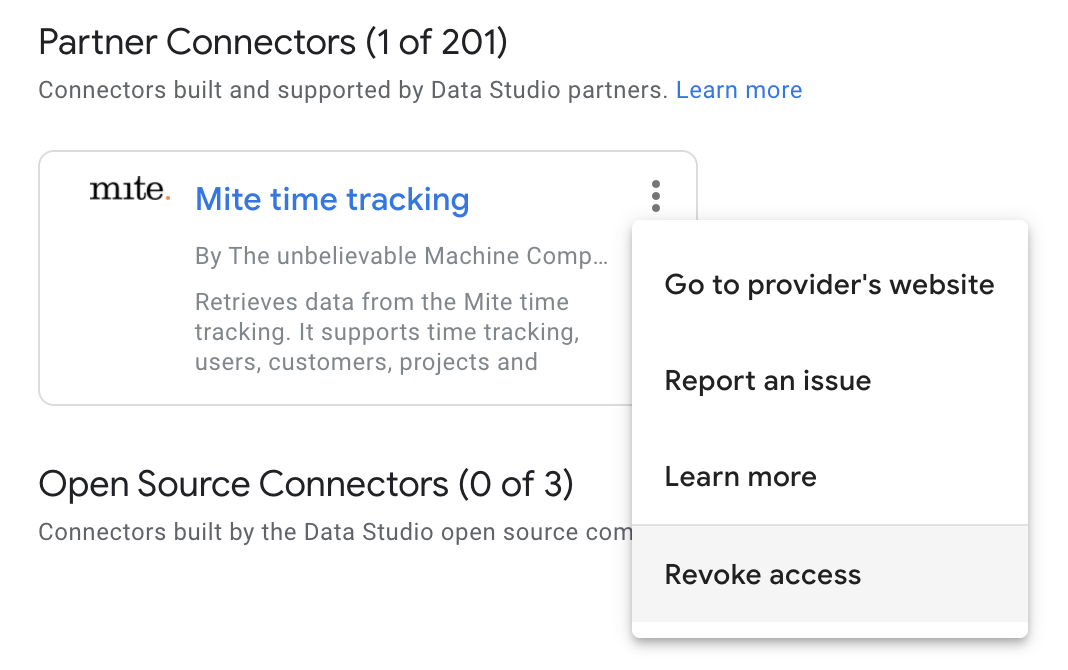 Partner Connectors (1 of 201)
Connectors built and supported by Data Studio partners. Learn more
mite.
Mite time tracking
By The unbelievable Machine Comp...
Retrieves data from the Mite time
tracking. It supports time tracking,
users, customers, projects and
Go to provider's website
Report an issue
Learn more
Revoke access
Open Source Connectors (0 of 3)
Connectors built by the Data Studio open source com